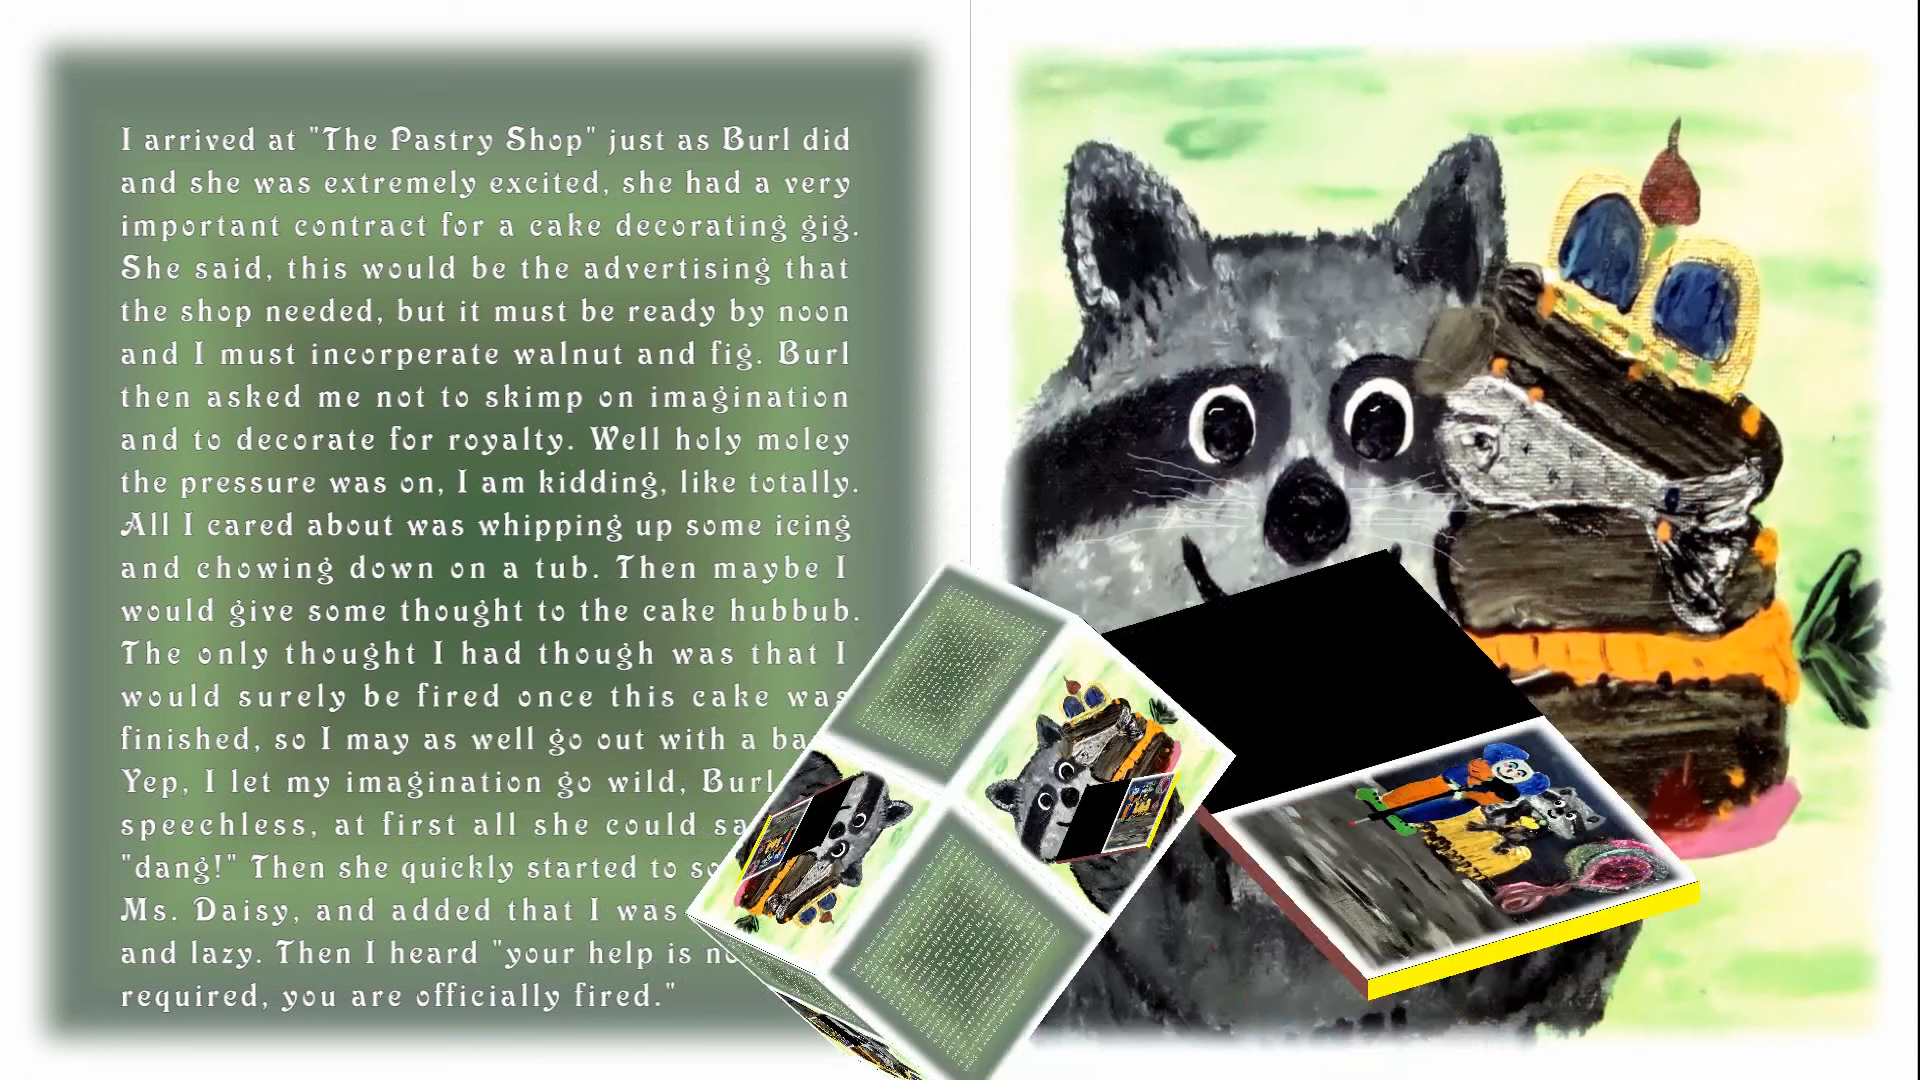 I arrived at "The Pastry Shop" just as Burl did
and she was extremely excited, she had a very
important contract for a cake decorating gig.
She said, this would be the advertising that
the shop needed, but it must be ready by noon
and I must incorperate walnut and fig. Burl
then asked me not to skimp on imagination
and to decorate for royalty. Well holy moley
the pressure was on, I am kidding, like totally.
All I cared about was whipping up some icing
and chowing down on a tub. Then maybe I
would give some thought to the cake hubbub.
The only thought I had though was that I
would surely be fired once this cake was
finished, so I may as well go out with a
Yep, I let my imagination go wild, Burl
speechless, at first all she could
"dang!" Then she quickly started to
Ms. Daisy, and added that I was
and lazy. Then I heard "your help is
required, you are officially fired."